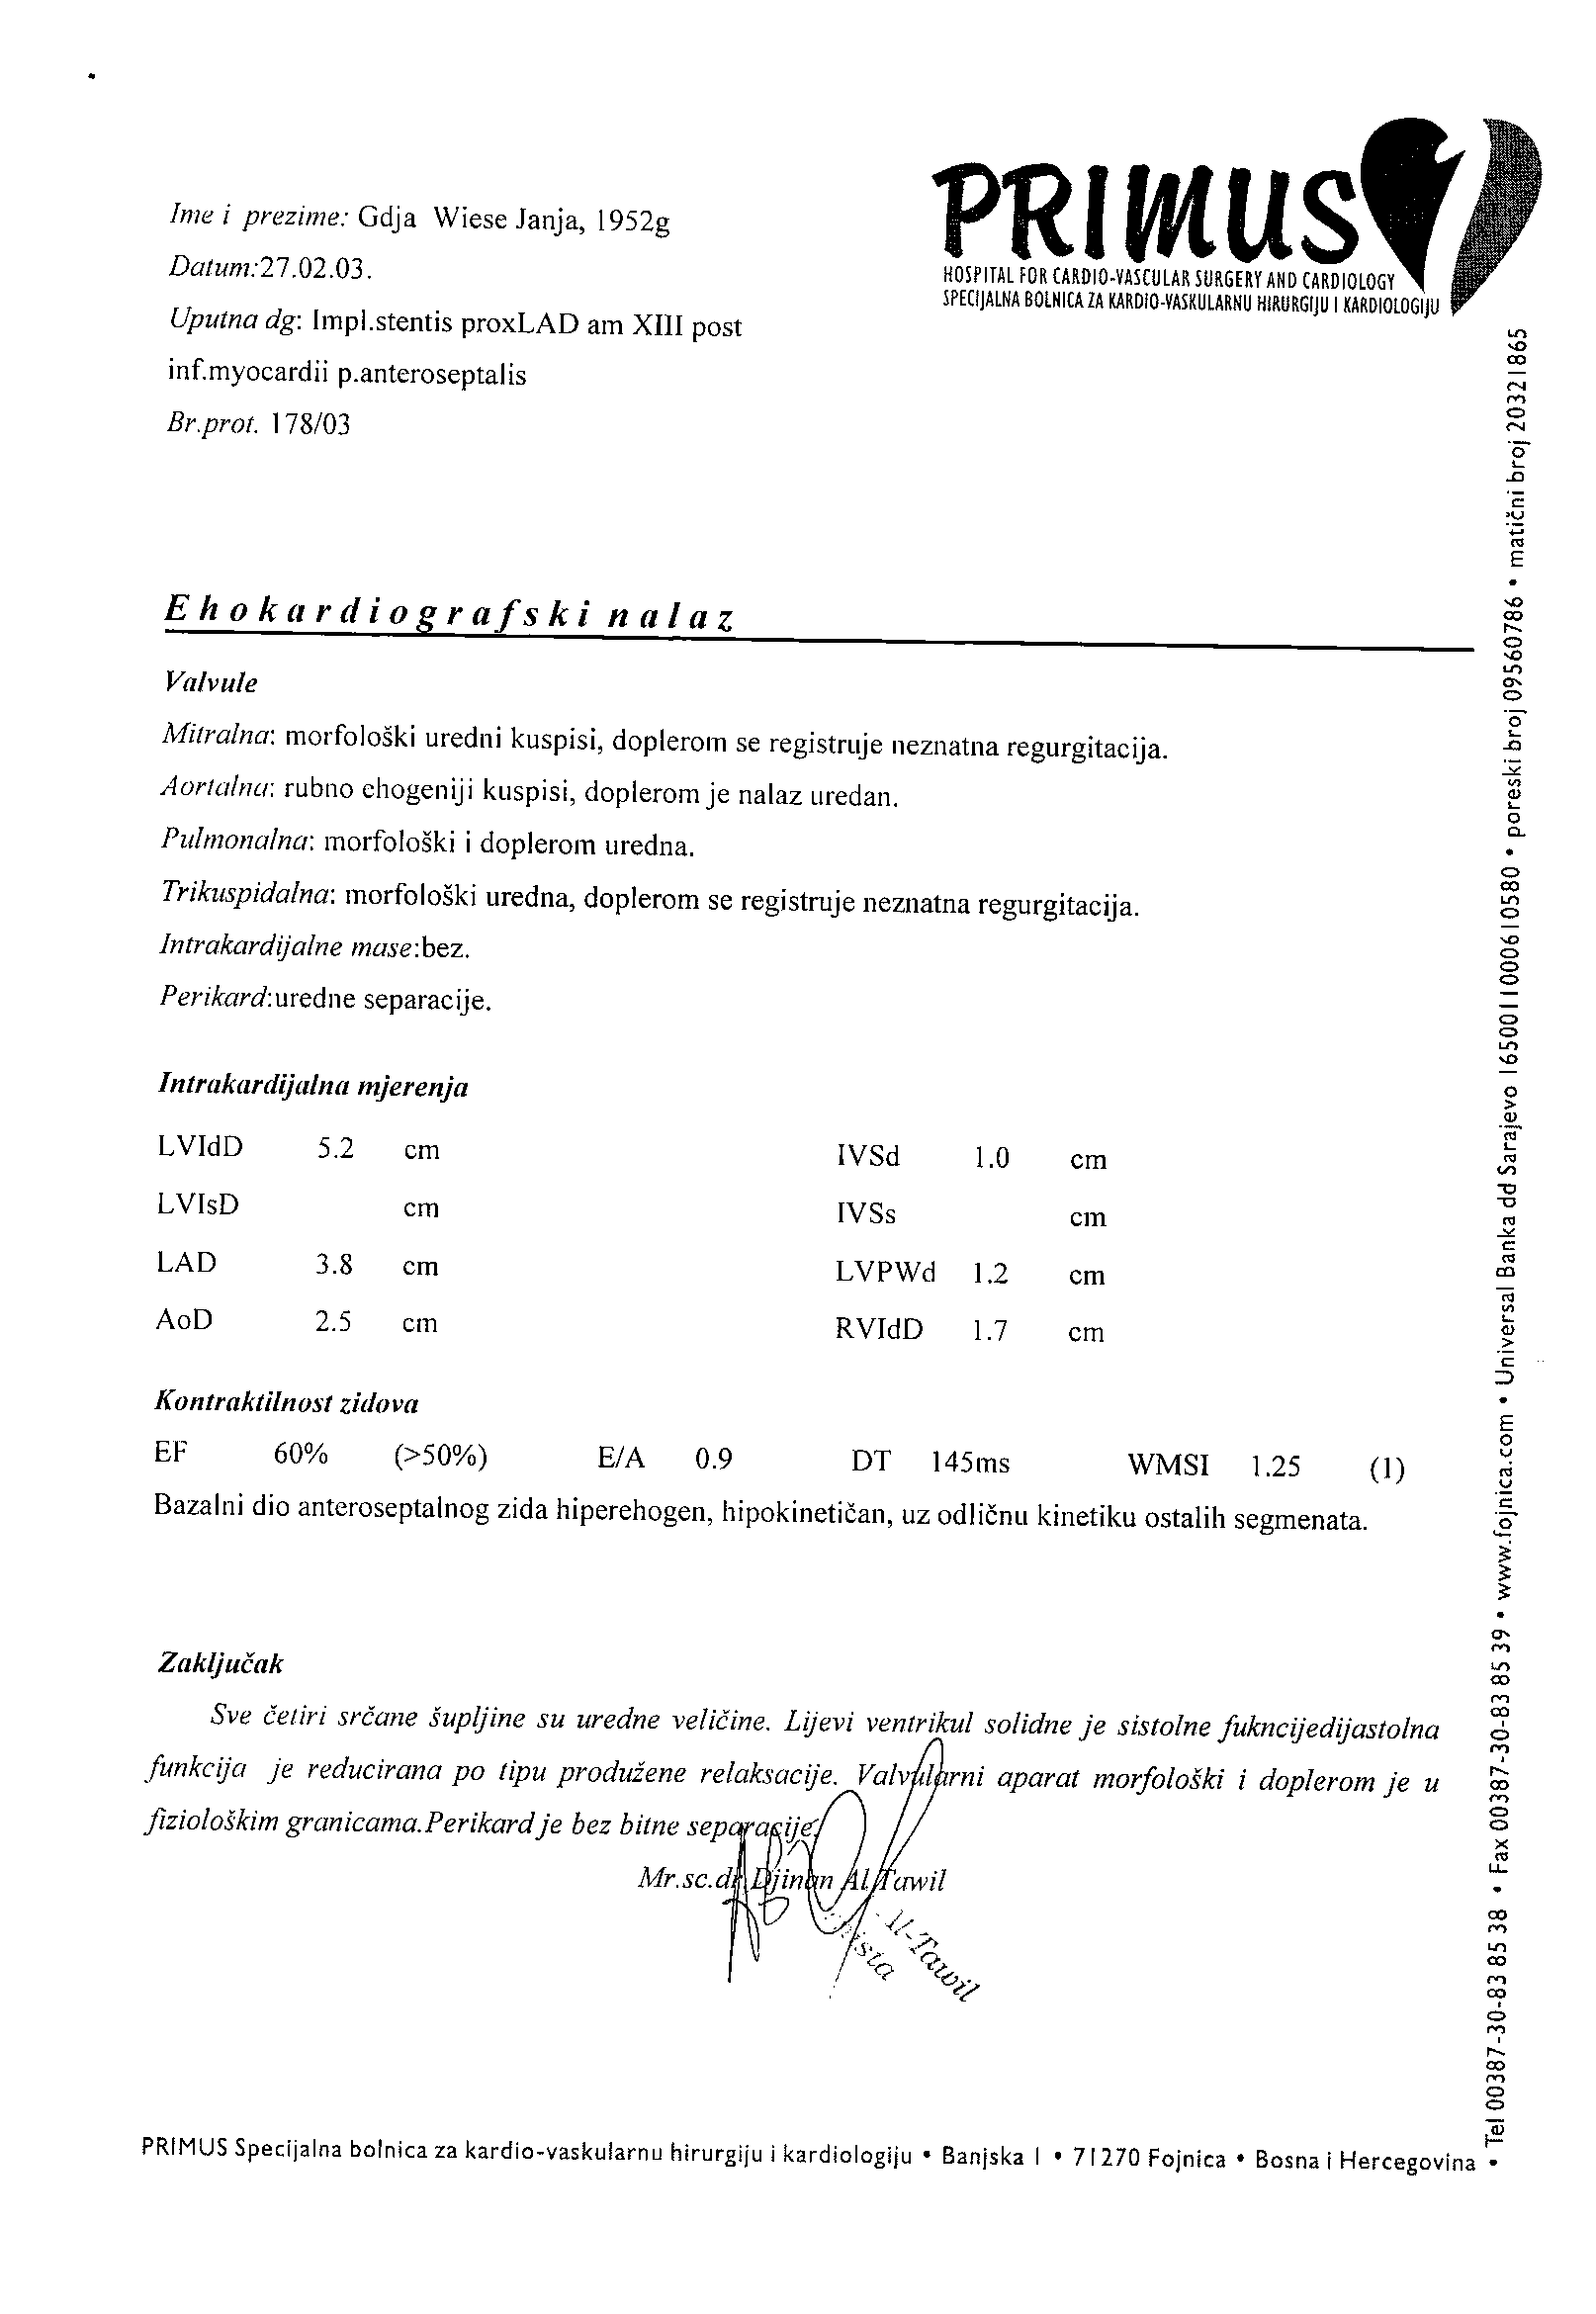 PRIMUS
HOSPITAL FOR CARDIO-VASCULAR SURGERY AND CARDIOLOGY
SPECIJALNA BOLNICA ZA KARDIO-VASKULARNU HIRURGIJU I KARDIOLOGIJU
Ime i prezime: Gdja Wiese Janja, 1952g
Datum:27.02.03.
Uputna dg: Impl.stentis proxLAD am XIII post
inf.myocardii p.anteroseptalis
Br.prot. 178/03
Ehokardiografski nalaz
Valvule
Mitralna: morfološki uredni kuspisi, doplerom se registruje neznatna regurgitacija.
Aortalna: rubno ehogeniji kuspisi, doplerom je nalaz uredan.
Pulmonalna: morfološki i doplerom uredna.
Trikuspidalna: morfološki uredna, doplerom se registruje neznatna regurgitacija.
Intrakardijalne mase:bez.
Perikard:uredne separacije.
Intrakardijalna mjerenja
LVIdD 5.2 cm IVSd 1.0 cm
LVIsD cm IVSs cm
LAD 3.8 cm LVPWd 1.2 cm
AoD 2.5 cm RVIdD 1.7 cm
Kontraktilnost zidova
EF 60% (>50%) E/A 0.9 DT 145ms WMSI 1.25 (1)
Bazalni dio anteroseptalnog zida hiperehogen, hipokinetičan, uz odličnu kinetiku ostalih segmenata.
Zaključak
Sve četiri srčane šupljine su uredne veličine. Lijevi ventrikul solidne je sistolne fukncijedijastolna
funkcija je reducirana po tipu produžene relaksacije. Valvularni aparat morfološki i doplerom je u
fiziološkim granicama.Perikard je bez bitne separacije.
Mr.sc.dr.Djinan Al Tawil
Il-Tawil
PRIMUS Specijalna bolnica za kardio-vaskularnu hirurgiju i kardiologiju • Banjska 1 • 71270 Fojnica • Bosna i Hercegovina •
Tel 00387-30-83 85 38 • Fax 00387-30-83 85 39 • www.fojnica.com • Universal Banka dd Sarajevo 1650011000610580 • poreski broj 09560786 • matični broj 20321865